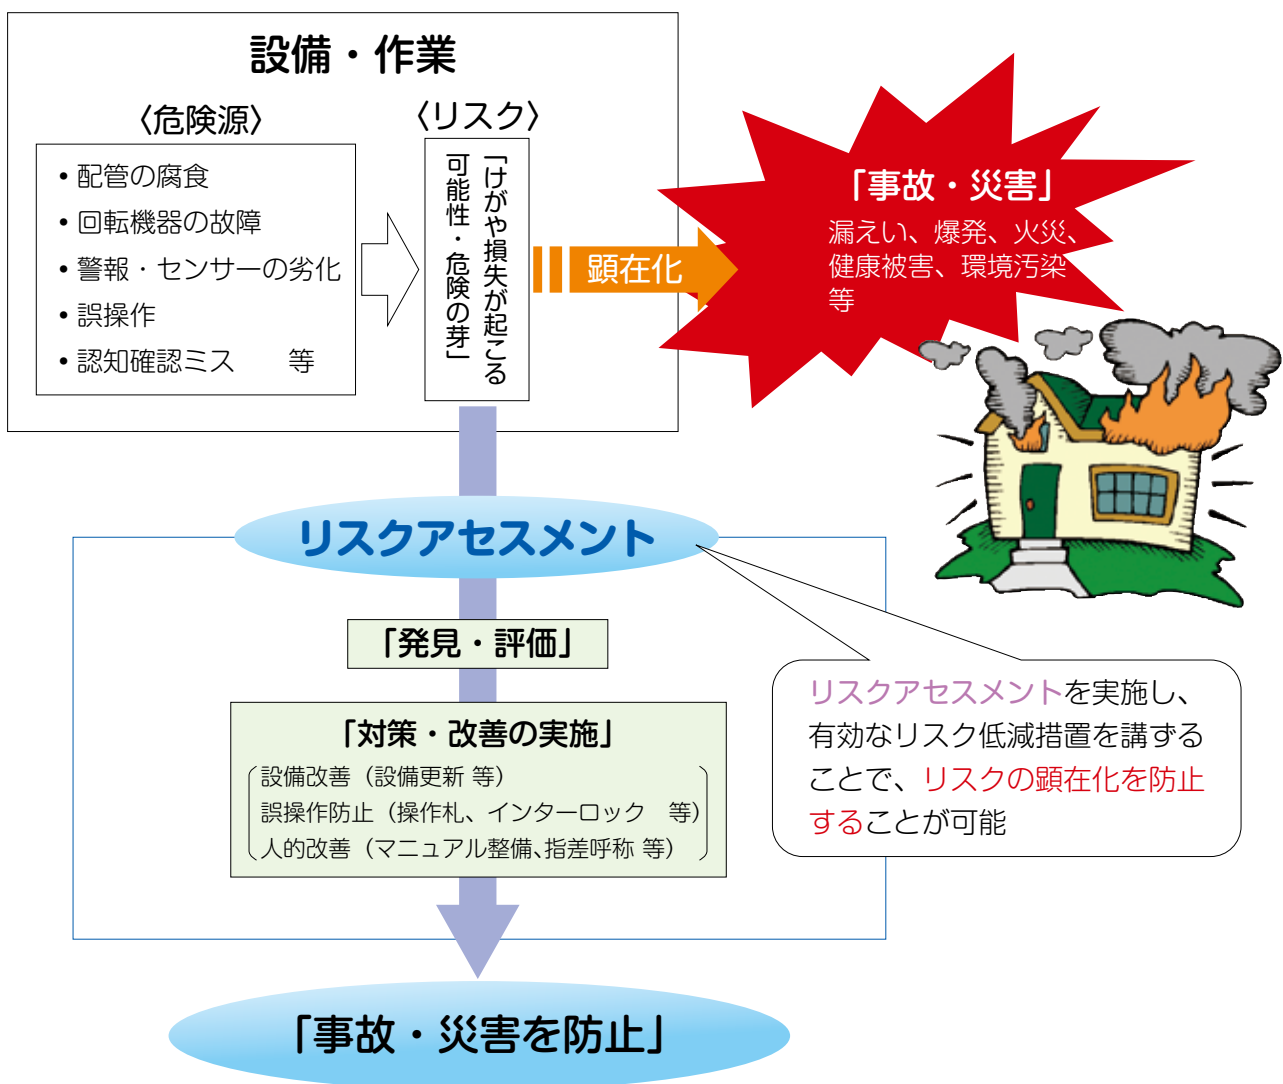 設備・作業
〈危険源〉
• 配管の腐食
• 回転機器の故障
• 警報・センサーの劣化
• 誤操作
• 認知確認ミス　　等
〈リスク〉
「けがや損失が起こる
可能性・危険の芽」
顕在化
「事故・災害」
漏えい、爆発、火災、
健康被害、環境汚染
等
リスクアセスメント
「発見・評価」
「対策・改善の実施」
設備改善（設備更新 等）
誤操作防止（操作札、インターロック　等）
人的改善（マニュアル整備、指差呼称 等）
リスクアセスメントを実施し、
有効なリスク低減措置を講ずる
ことで、リスクの顕在化を防止
することが可能
「事故・災害を防止」